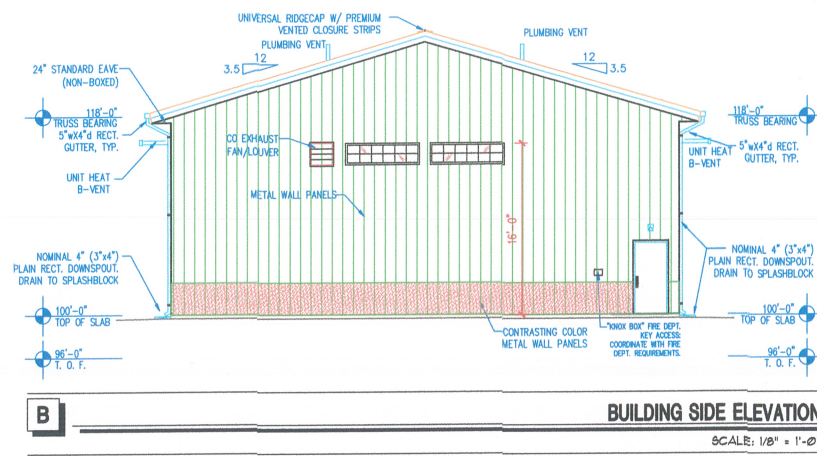 UNIVERSAL RIDGECAP W/ PREMIUM
VENTED CLOSURE STRIPS
PLUMBING VENT
PLUMBING VENT
12
3.5
12
3.5
24" STANDARD EAVE
(NON-BOXED)
118'-0"
TRUSS BEARING
5"wX4"d RECT.
GUTTER, TYP.
118'-0"
TRUSS BEARING
5"wX4"d RECT.
GUTTER, TYP.
CO EXHAUST
FAN/LOUVER
UNIT HEAT
B-VENT
UNIT HEAT
B-VENT
METAL WALL PANELS
16'-0"
NOMINAL 4" (3"x4")
PLAIN RECT. DOWNSPOUT.
DRAIN TO SPLASHBLOCK
NOMINAL 4" (3"x4")
PLAIN RECT. DOWNSPOUT.
DRAIN TO SPLASHBLOCK
100'-0"
TOP OF SLAB
100'-0"
TOP OF SLAB
CONTRASTING COLOR
METAL WALL PANELS
"KNOX BOX" FIRE DEPT.
KEY ACCESS:
COORDINATE WITH FIRE
DEPT. REQUIREMENTS.
96'-0"
T. O. F.
96'-0"
T. O. F.
B
BUILDING SIDE ELEVATION
SCALE: 1/8" = 1'-0